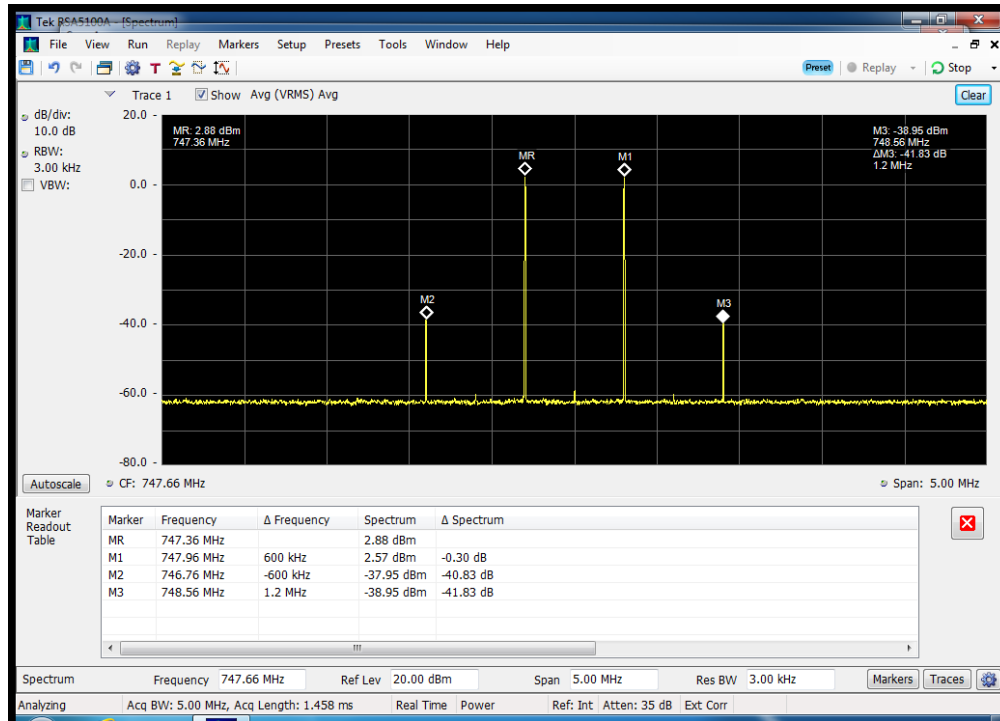 Tek RSA5100A - [Spectrum]
File View Run Replay Markers Setup Presets Tools Window Help
T Preset Replay Stop
Trace 1 Show Avg (VRMS) Avg Clear
dB/div:
10.0 dB
RBW:
3.00 kHz
VBW:
20.0
0.0
-20.0
-40.0
-60.0
-80.0
MR: 2.88 dBm
747.36 MHz
M3: -38.95 dBm
748.56 MHz
ΔM3: -41.83 dB
1.2 MHz
MR
M1
M2
M3
Autoscale CF: 747.66 MHz Span: 5.00 MHz
Marker
Readout
Table
Marker Frequency Δ Frequency Spectrum Δ Spectrum
MR 747.36 MHz 2.88 dBm
M1 747.96 MHz 600 kHz 2.57 dBm -0.30 dB
M2 746.76 MHz -600 kHz -37.95 dBm -40.83 dB
M3 748.56 MHz 1.2 MHz -38.95 dBm -41.83 dB
Spectrum Frequency 747.66 MHz Ref Lev 20.00 dBm Span 5.00 MHz Res BW 3.00 kHz Markers Traces
Analyzing Acq BW: 5.00 MHz, Acq Length: 1.458 ms Real Time Power Ref: Int Atten: 35 dB Ext Corr